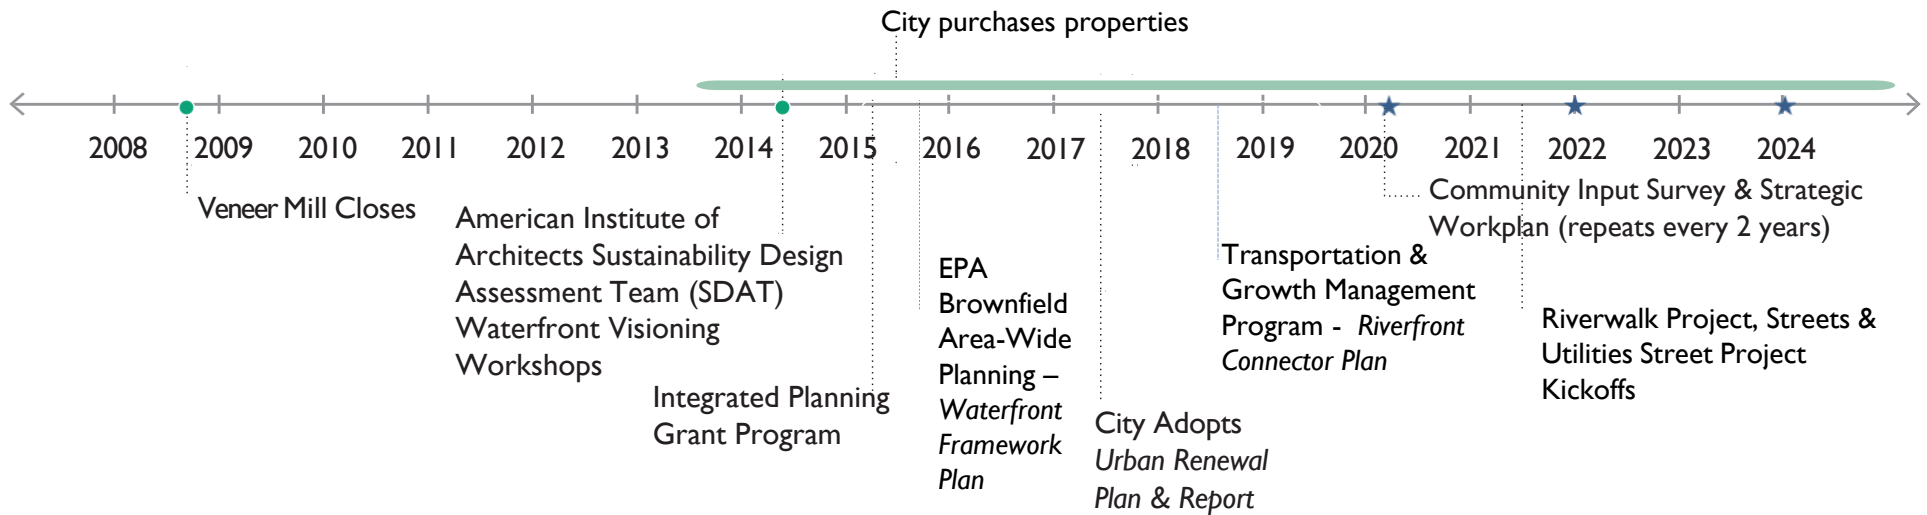 City purchases properties
2008 2009 2010 2011 2012 2013 2014 2015 2016 2017 2018 2019 2020 2021 2022 2023 2024
Veneer Mill Closes
American Institute of
Architects Sustainability Design
Assessment Team (SDAT)
Waterfront Visioning
Workshops
Integrated Planning
Grant Program
EPA
Brownfield
Area-Wide
Planning –
Waterfront
Framework
Plan
City Adopts
Urban Renewal
Plan & Report
Transportation &
Growth Management
Program - Riverfront
Connector Plan
Community Input Survey & Strategic
Workplan (repeats every 2 years)
Riverwalk Project, Streets &
Utilities Street Project
Kickoffs